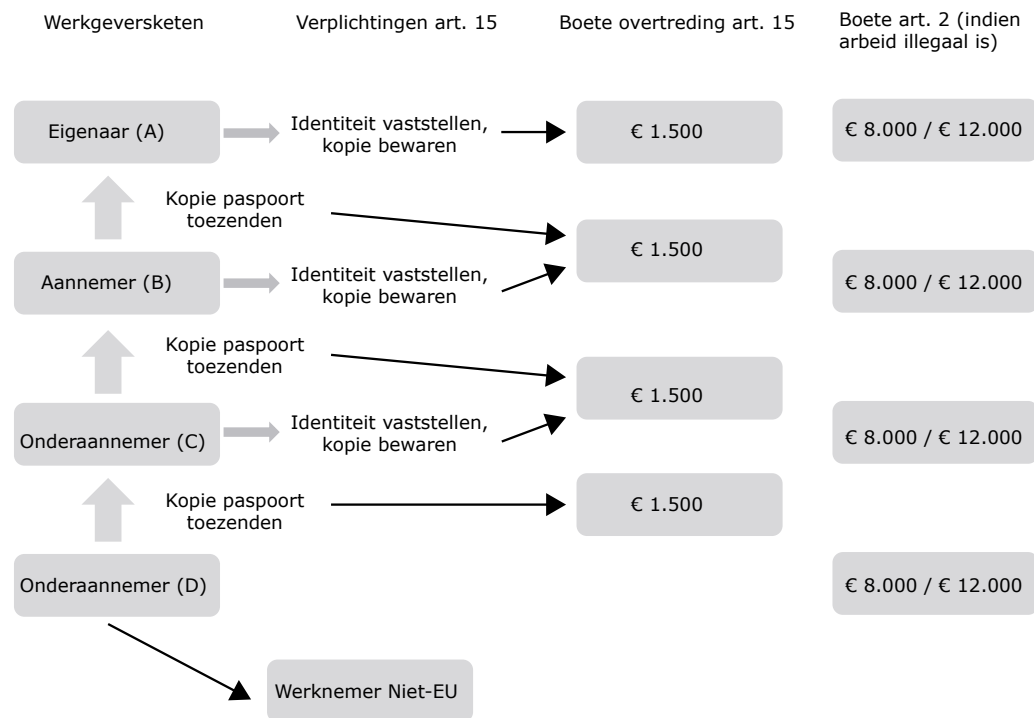 Werkgeversketen
Verplichtingen art. 15
Boete overtreding art. 15
Boete art. 2 (indien
arbeid illegaal is)
Eigenaar (A)
Identiteit vaststellen,
kopie bewaren
€ 1.500
€ 8.000 / € 12.000
Kopie paspoort
toezenden
€ 1.500
Aannemer (B)
Identiteit vaststellen,
kopie bewaren
€ 8.000 / € 12.000
Kopie paspoort
toezenden
€ 1.500
Onderaannemer (C)
Identiteit vaststellen,
kopie bewaren
€ 8.000 / € 12.000
Kopie paspoort
toezenden
€ 1.500
Onderaannemer (D)
€ 8.000 / € 12.000
Werknemer Niet-EU